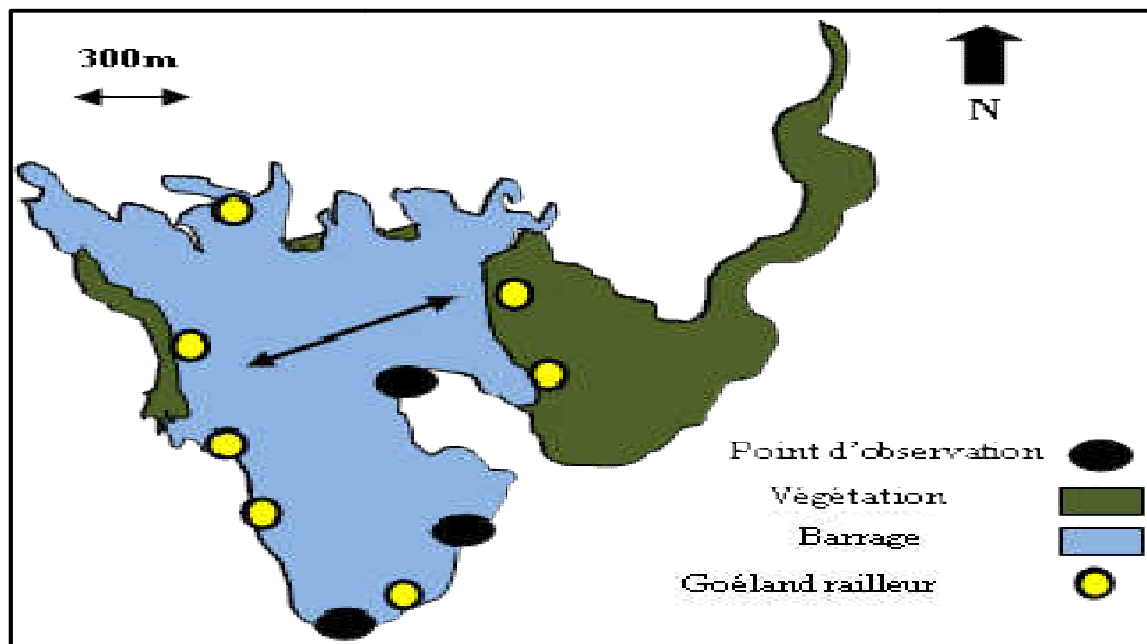 300m
N
Point d'observation
Végétation
Barrage
Goéland railleur